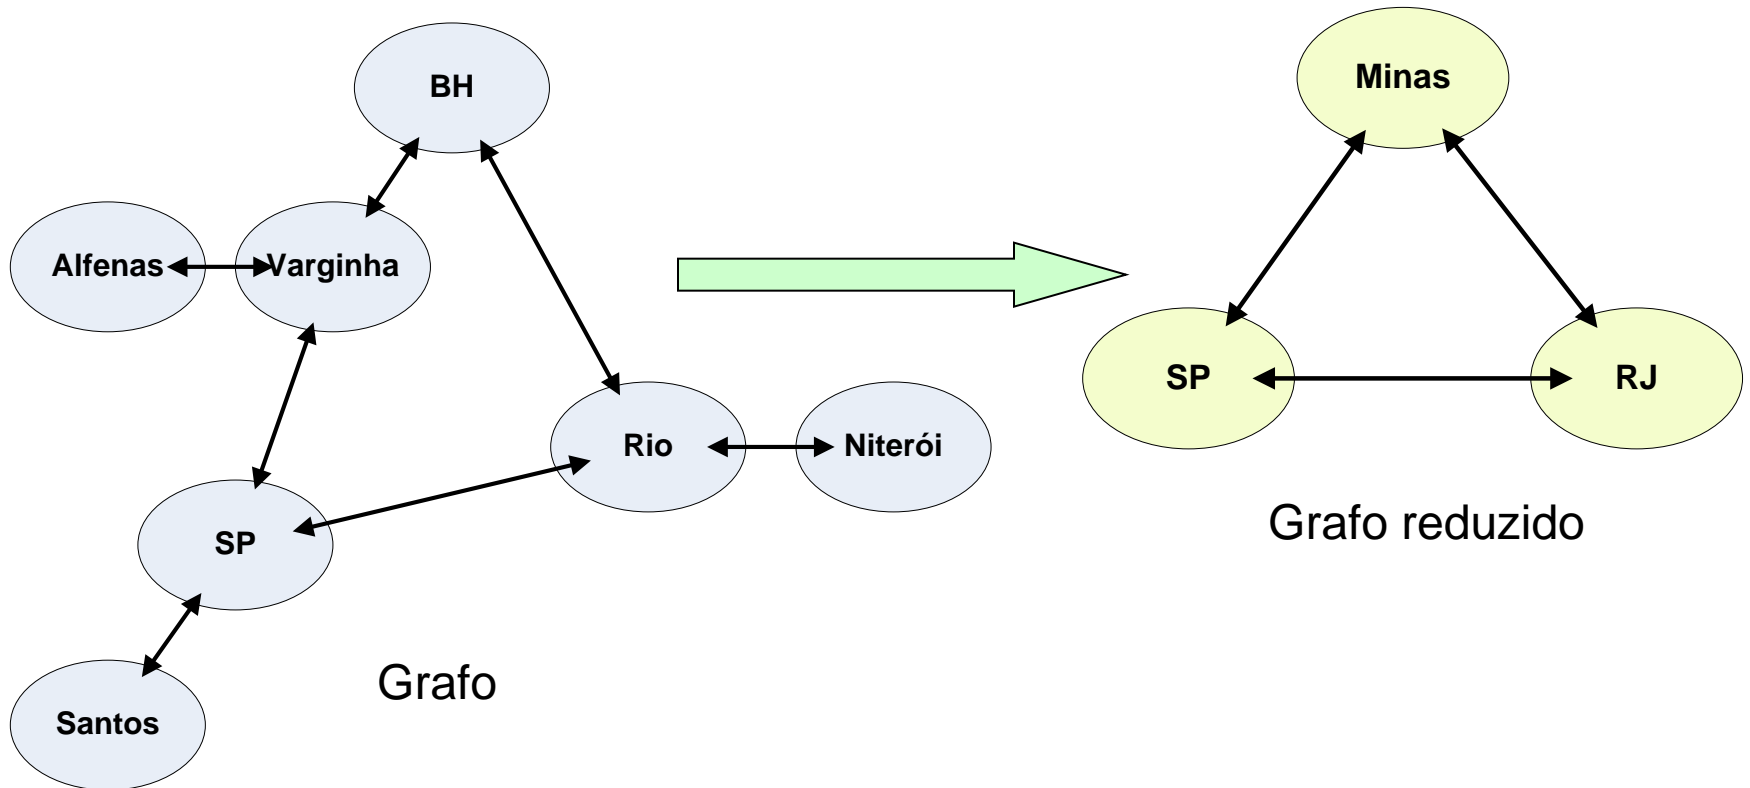 BH
Minas
Alfenas
Varginha
SP
RJ
Rio
Niterói
Grafo reduzido
SP
Grafo
Santos